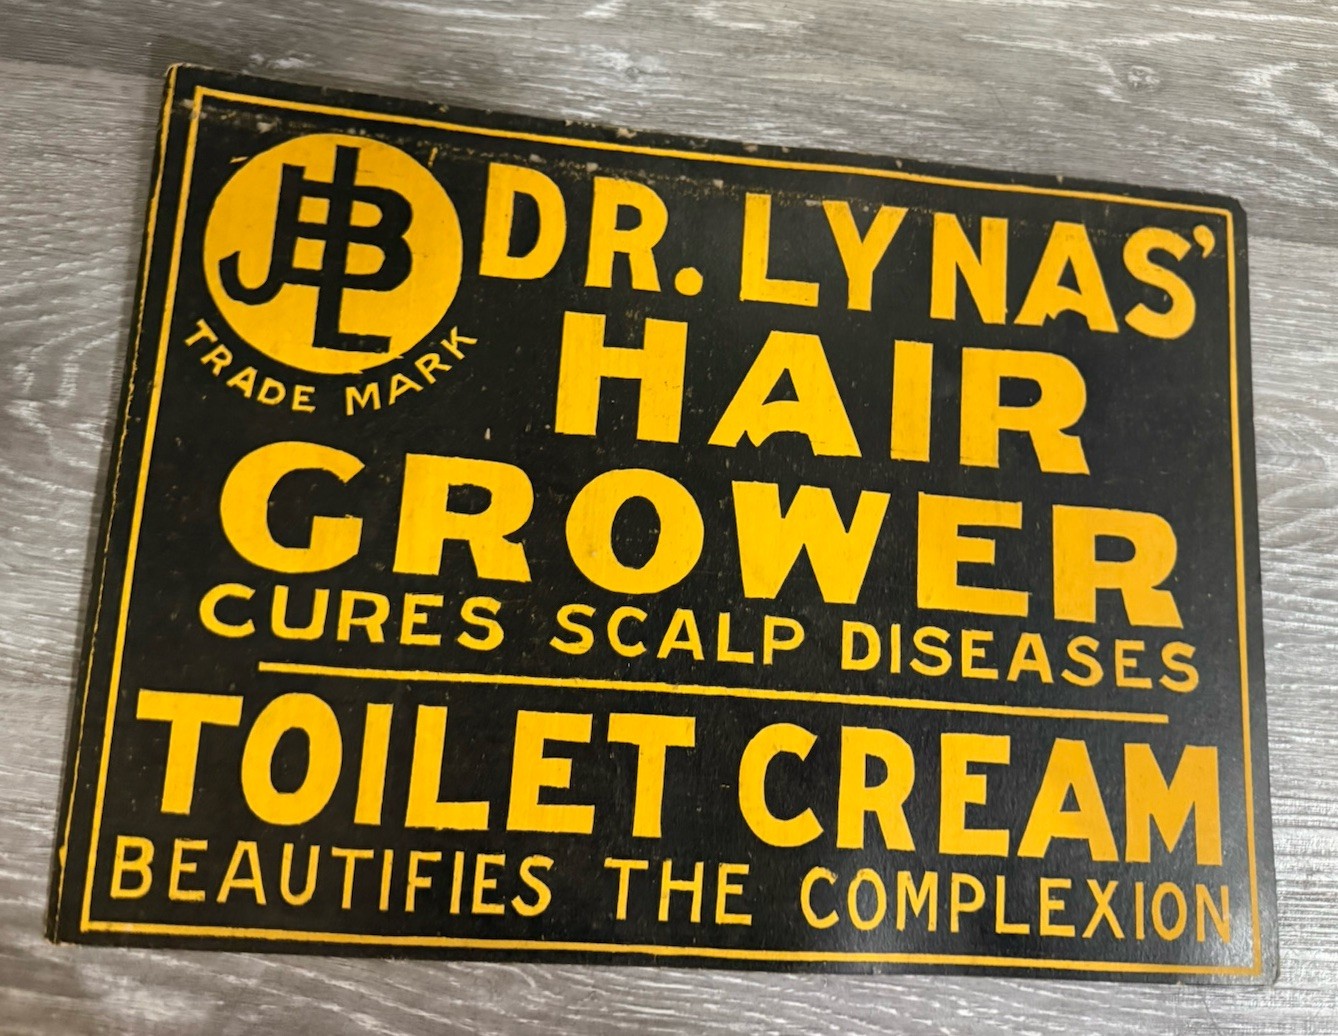 JBL
TRADE MARK
DR. LYNAS'
HAIR
GROWER
CURES SCALP DISEASES
TOILET CREAM
BEAUTIFIES THE COMPLEXION